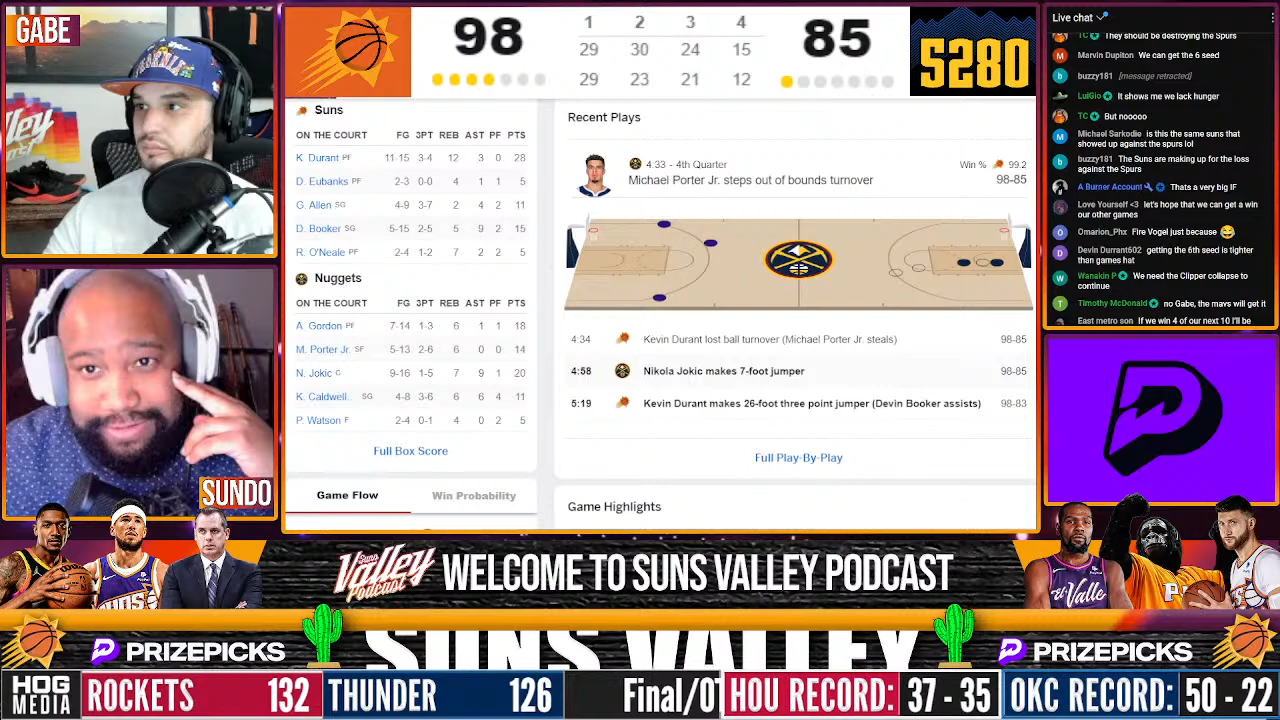 GABE
98
1 2 3 4
29 30 24 15
29 23 21 12
85
5280
Suns
ON THE COURT FG 3PT REB AST PF PTS
K. Durant PF 11-15 3-4 12 3 0 28
D. Eubanks PF 2-3 0-0 4 1 1 5
G. Allen SG 4-9 3-7 2 4 2 11
D. Booker SG 5-15 2-5 5 9 2 15
R. O'Neale PF 2-4 1-2 7 2 2 5
Nuggets
ON THE COURT FG 3PT REB AST PF PTS
A. Gordon PF 7-14 1-3 6 1 1 18
M. Porter Jr. SF 5-13 2-6 6 0 0 14
N. Jokic C 9-16 1-5 7 9 1 20
K. Caldwell.. SG 4-8 3-6 6 6 4 11
P. Watson F 2-4 0-1 4 0 2 5
Full Box Score
Game Flow
Win Probability
Recent Plays
4:33 - 4th Quarter
Win % 99.2
Michael Porter Jr. steps out of bounds turnover
98-85
4:34 Kevin Durant lost ball turnover (Michael Porter Jr. steals) 98-85
4:58 Nikola Jokic makes 7-foot jumper 98-85
5:19 Kevin Durant makes 26-foot three point jumper (Devin Booker assists) 98-83
Full Play-By-Play
Game Highlights
Live chat
TC They should be destroying the Spurs
Marvin Dupiton We can get the 6 seed
buzzy181 [message retracted]
LuiGio It shows me we lack hunger
TC But nooooo
Michael Sarkodie is this the same suns that
showed up against the spurs lol
buzzy181 The Suns are making up for the loss
against the Spurs
A Burner Account Thats a very big IF
Love Yourself <3 let's hope that we can get a win
our other games
Omarion_Phx Fire Vogel just because
Devin Durrant602 getting the 6th seed is tighter
than games hat
Wanakin P We need the Clipper collapse to
continue
Timothy McDonald no Gabe, the mavs will get it
East metro son If we win 4 of our next 10 I'll be
SUNDO
Suns
Valley
Podcast
WELCOME TO SUNS VALLEY PODCAST
PRIZEPICKS
SUNS VALLEY
PRIZEPICKS
HOG
MEDIA
ROCKETS 132
THUNDER 126
Final/OT
HOU RECORD: 37 - 35
OKC RECORD: 50 - 22